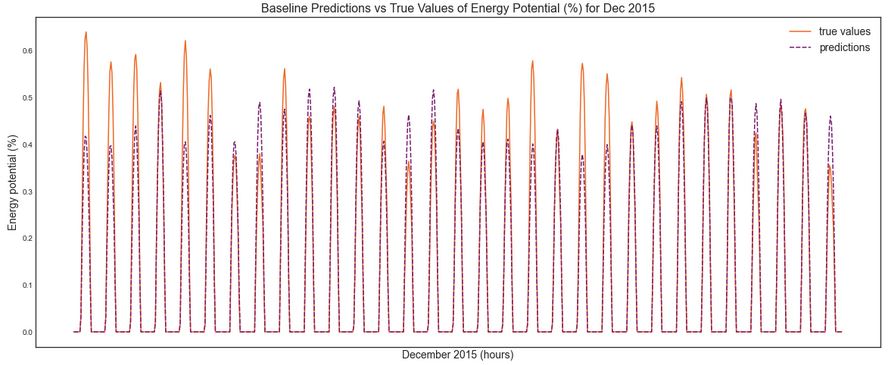 Baseline Predictions vs True Values of Energy Potential (%) for Dec 2015
true values
predictions
Energy potential (%)
0.6
0.5
0.4
0.3
0.2
0.1
0.0
December 2015 (hours)